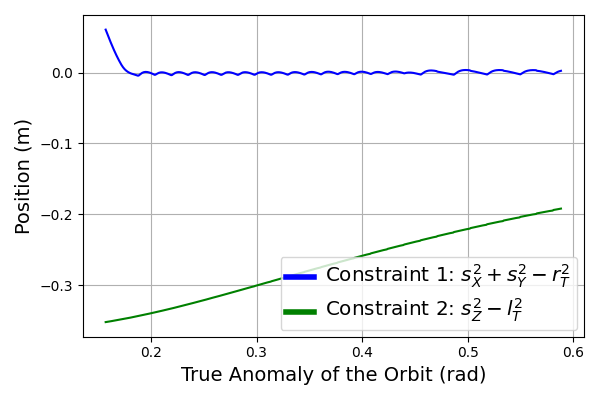 0.0
−0.1
−0.2
−0.3
Position (m)
Constraint 1: $s_X^2 + s_Y^2 - r_T^2$
Constraint 2: $s_Z^2 - l_T^2$
0.2 0.3 0.4 0.5 0.6
True Anomaly of the Orbit (rad)